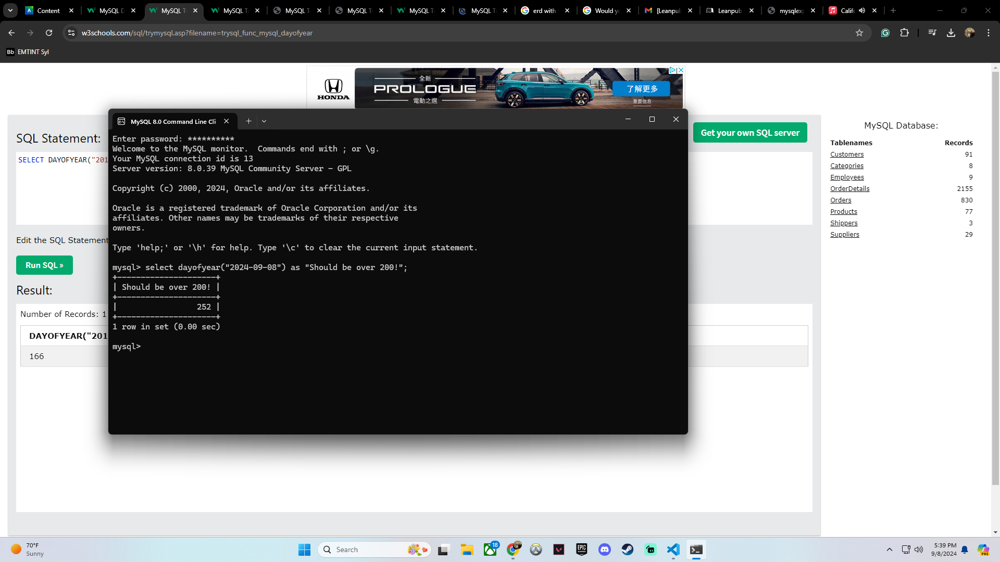 Content
MySQL D
MySQL T
MySQL T
MySQL T
MySQL T
MySQL T
MySQL T
erd with
Would y
[Leanpub
Leanpub
mysqlexp
Califo
w3schools.com/sql/trymysql.asp?filename=trysql_func_mysql_dayofyear
Bb EMTINT Syl
HONDA
全新
PROLOGUE
電動之選
了解更多
重要信息
MySQL 8.0 Command Line Cli
Enter password: **********
Welcome to the MySQL monitor.  Commands end with ; or \g.
Your MySQL connection id is 13
Server version: 8.0.39 MySQL Community Server - GPL
Copyright (c) 2000, 2024, Oracle and/or its affiliates.
Oracle is a registered trademark of Oracle Corporation and/or its
affiliates. Other names may be trademarks of their respective
owners.
Type 'help;' or '\h' for help. Type '\c' to clear the current input statement.
mysql> select dayofyear("2024-09-08") as "Should be over 200!";
+---------------------+
| Should be over 200! |
+---------------------+
|                 252 |
+---------------------+
1 row in set (0.00 sec)
mysql>
SQL Statement:
SELECT DAYOFYEAR("201
Edit the SQL Statement
Run SQL »
Result:
Number of Records: 1
DAYOFYEAR("201
166
Get your own SQL server
MySQL Database:
Tablenames Records
Customers 91
Categories 8
Employees 9
OrderDetails 2155
Orders 830
Products 77
Shippers 3
Suppliers 29
70°F
Sunny
Search
18
EPIC
GAMES
PRE
5:39 PM
9/8/2024